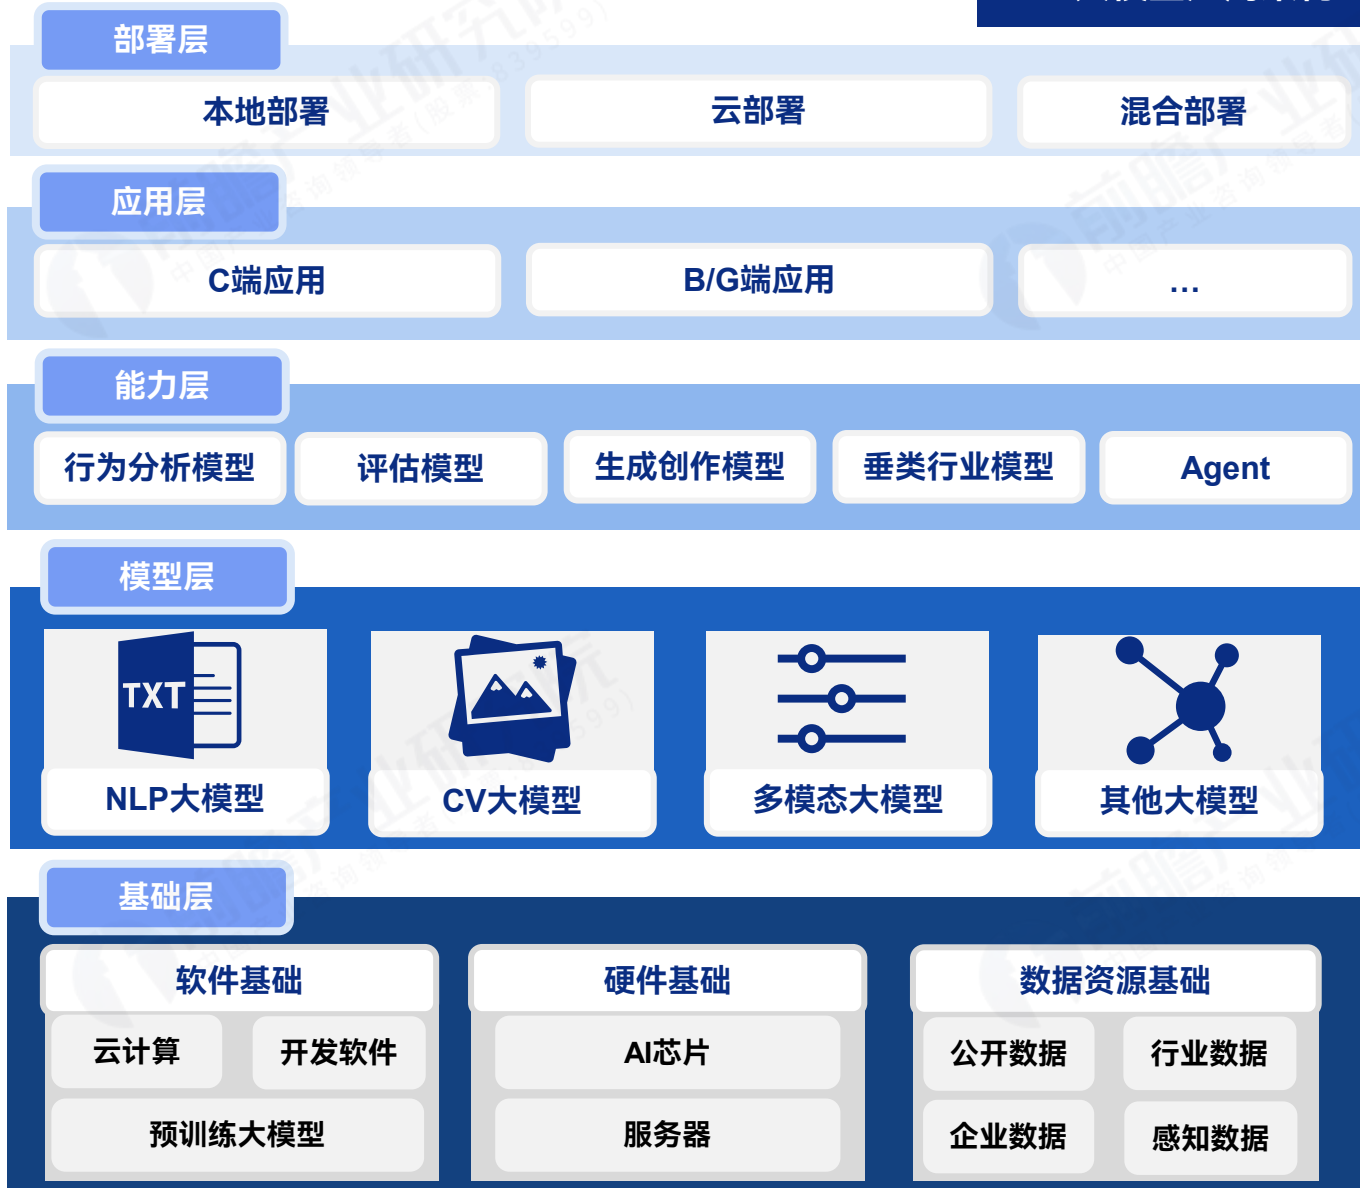 部署层
本地部署
云部署
混合部署
应用层
C端应用
B/G端应用
…
能力层
行为分析模型
评估模型
生成创作模型
垂类行业模型
Agent
模型层
TXT
NLP大模型
CV大模型
多模态大模型
其他大模型
基础层
软件基础
硬件基础
数据资源基础
云计算
开发软件
AI芯片
公开数据
行业数据
预训练大模型
服务器
企业数据
感知数据